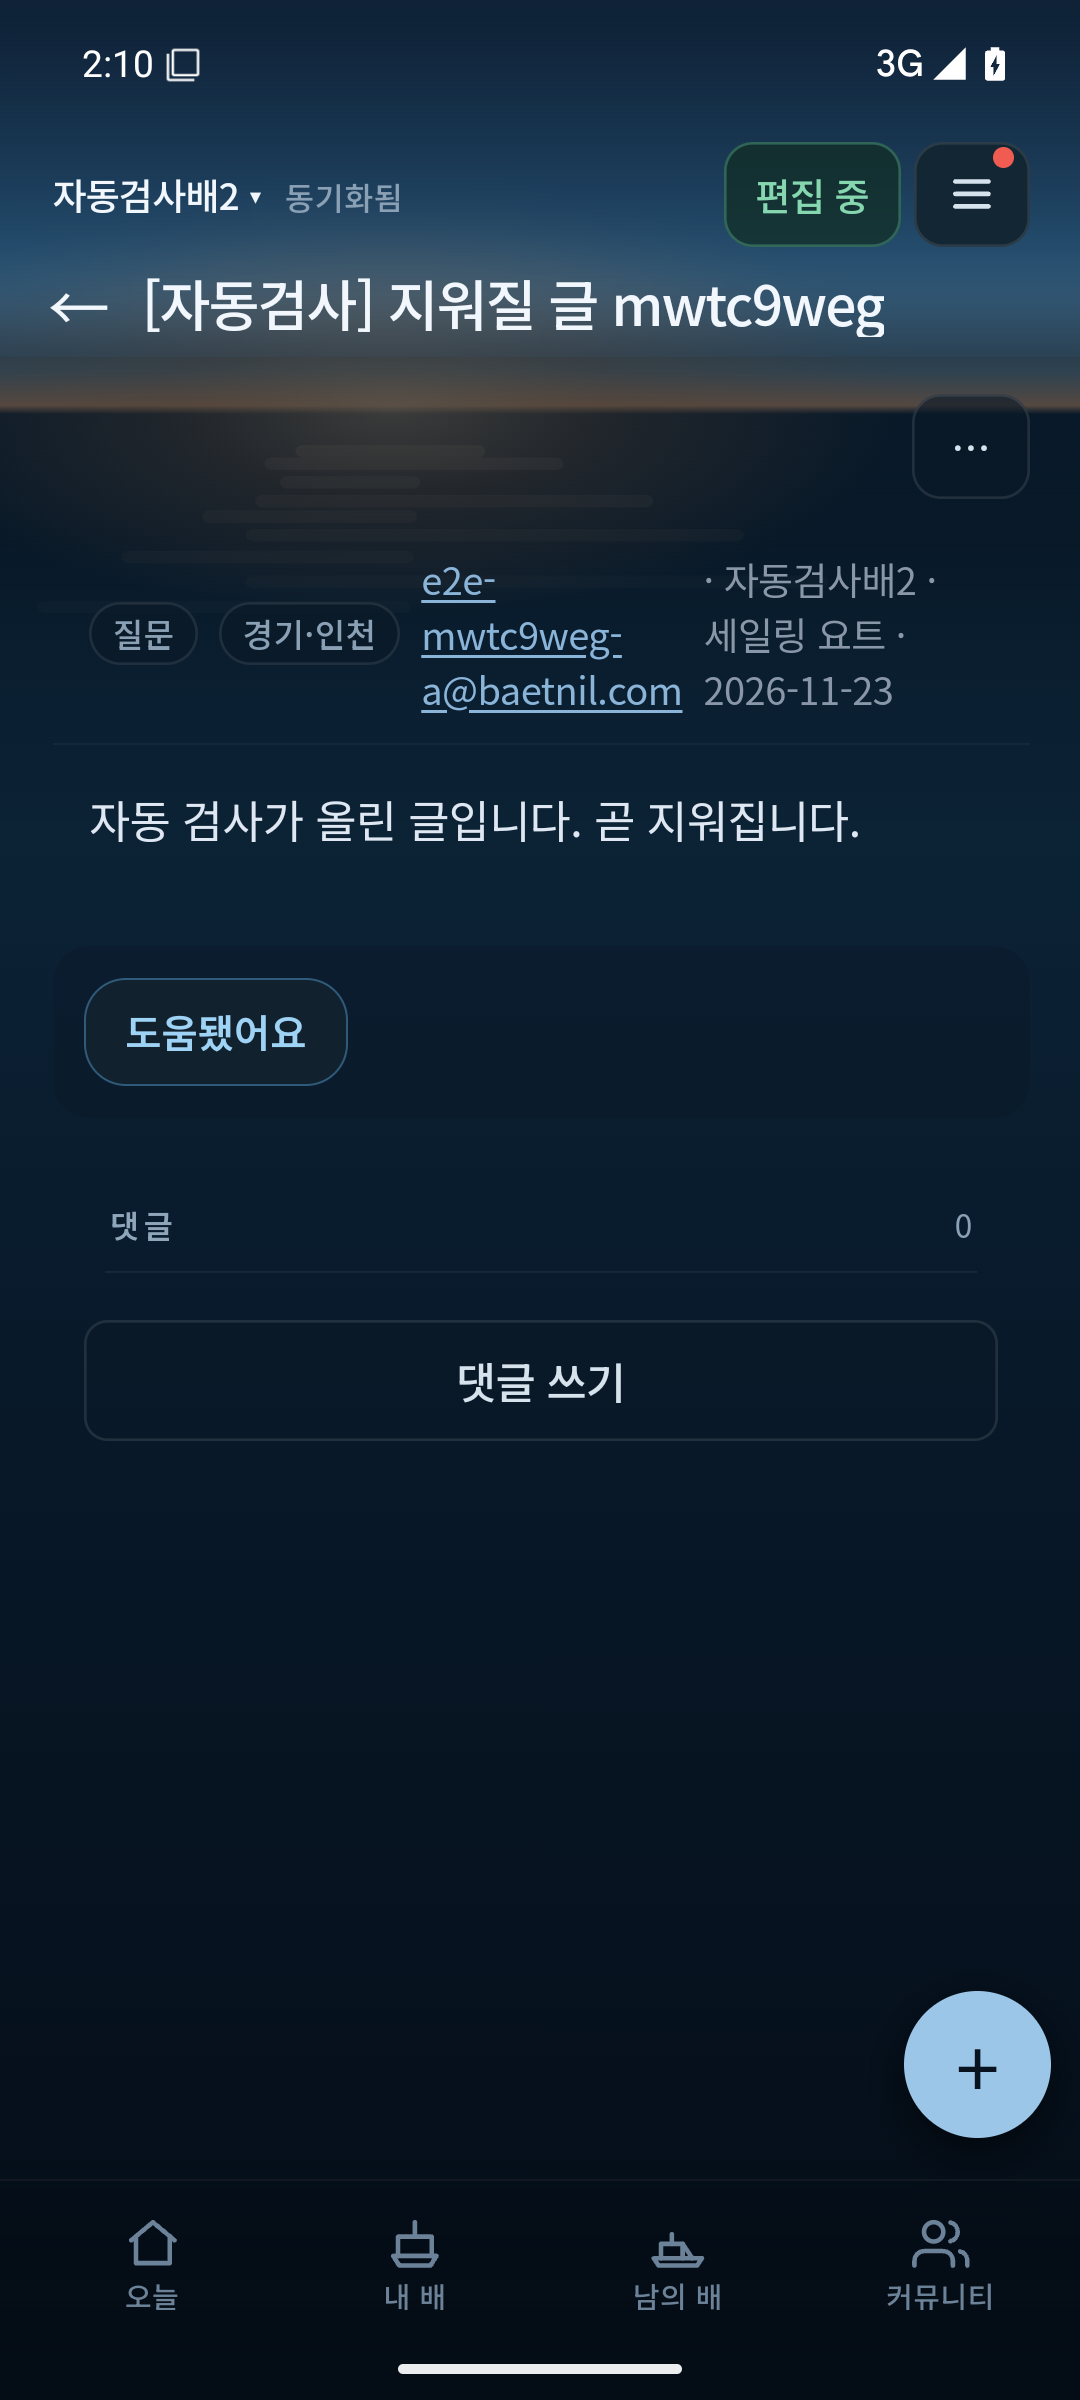 2:10
3G
자동검사배2 ▾ 동기화됨
편집 중
← [자동검사] 지워질 글 mwtc9weg
…
질문
경기·인천
e2e-
mwtc9weg-
a@baetnil.com
· 자동검사배2 ·
세일링 요트 ·
2026-11-23
자동 검사가 올린 글입니다. 곧 지워집니다.
도움됐어요
댓글 0
댓글 쓰기
+
오늘
내 배
남의 배
커뮤니티